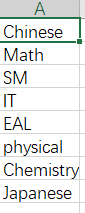 A
Chinese
Math
SM
IT
EAL
physical
Chemistry
Japanese